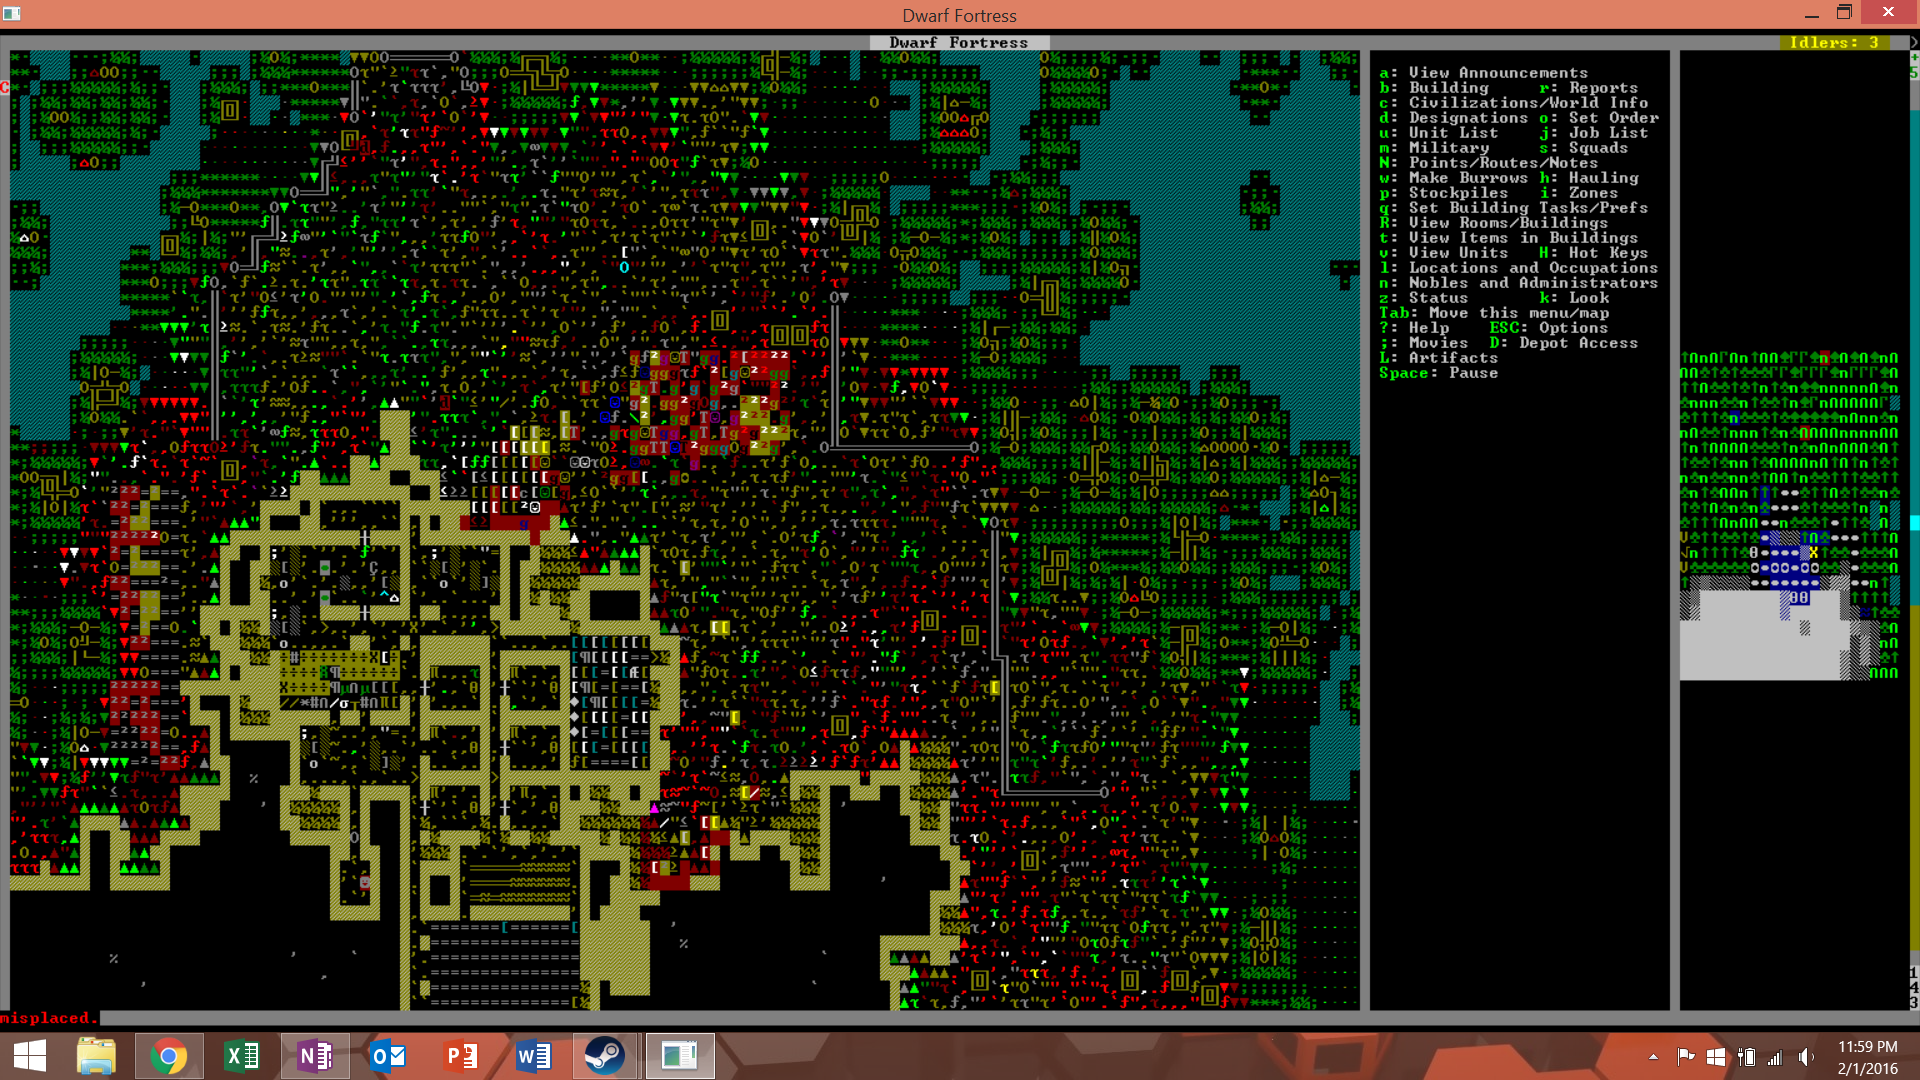 Dwarf Fortress
Dwarf Fortress
Idlers: 3
a: View Announcements
b: Building r: Reports
c: Civilizations/World Info
d: Designations o: Set Order
u: Unit List j: Job List
m: Military s: Squads
N: Points/Routes/Notes
w: Make Burrows h: Hauling
p: Stockpiles i: Zones
q: Set Building Tasks/Prefs
R: View Rooms/Buildings
t: View Items in Buildings
v: View Units H: Hot Keys
l: Locations and Occupations
n: Nobles and Administrators
z: Status k: Look
Tab: Move this menu/map
?: Help ESC: Options
;: Movies D: Depot Access
L: Artifacts
Space: Pause
misplaced.
11:59 PM
2/1/2016